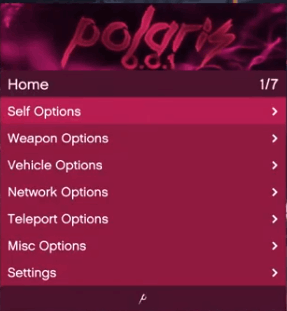 polaris
0.0.1
Home 1/7
Self Options >
Weapon Options >
Vehicle Options >
Network Options >
Teleport Options >
Misc Options >
Settings >